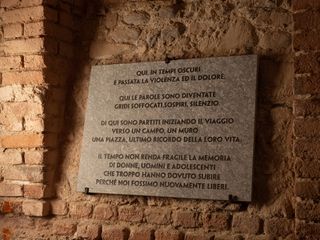 QUI, IN TEMPI OSCURI
E PASSATA LA VIOLENZA ED IL DOLORE.
QUI LE PAROLE SONO DIVENTATE
GRIDI SOFFOCATI, SOSPIRI, SILENZIO.
DI QUI SONO PARTITI INIZIANDO IL VIAGGIO
VERSO UN CAMPO, UN MURO
UNA PIAZZA, ULTIMO RICORDO DELLA LORO VITA.
IL TEMPO NON RENDA FRAGILE LA MEMORIA
DI DONNE, UOMINI E ADOLESCENTI
CHE TROPPO HANNO DOVUTO SUBIRE
PERCHÉ NOI FOSSIMO NUOVAMENTE LIBERI.